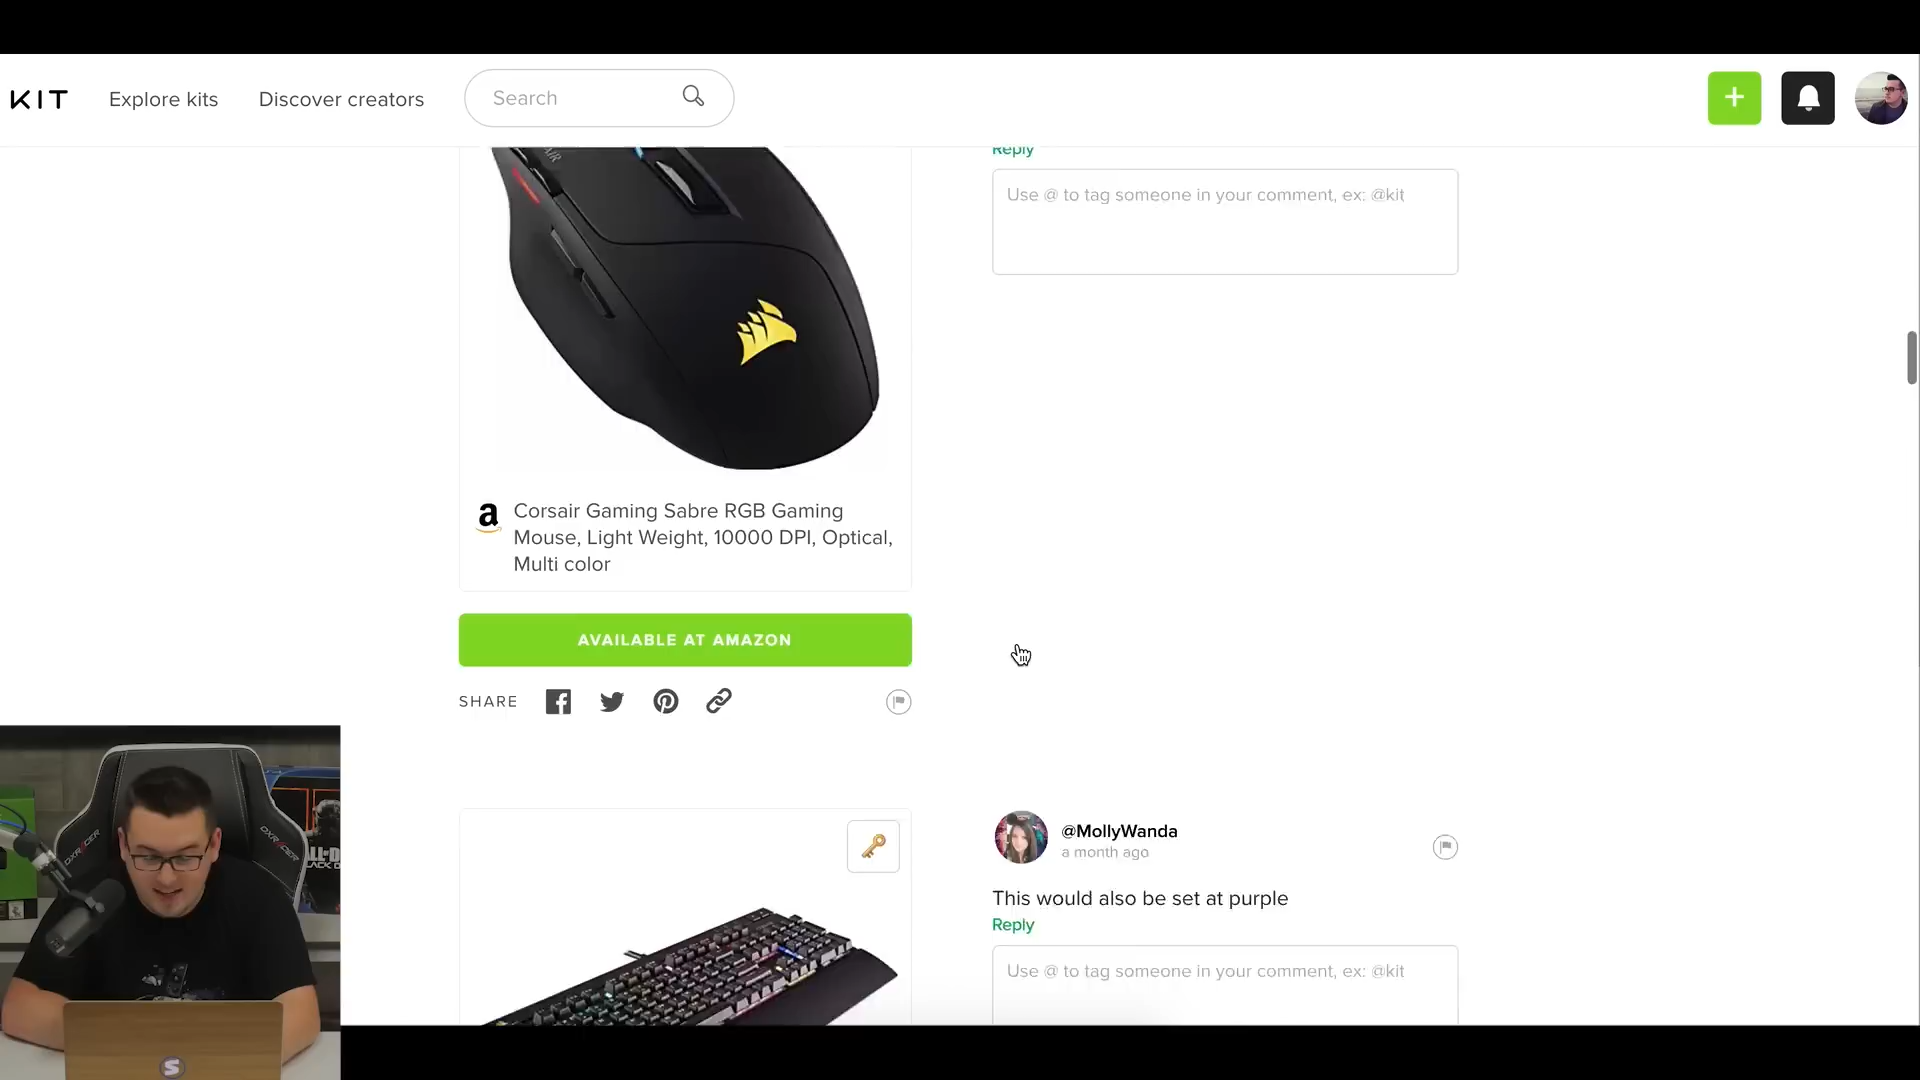 KIT
Explore kits
Discover creators
Search
Reply
Use @ to tag someone in your comment, ex: @kit
Corsair Gaming Sabre RGB Gaming
Mouse, Light Weight, 10000 DPI, Optical,
Multi color
AVAILABLE AT AMAZON
SHARE
@MollyWanda
a month ago
This would also be set at purple
Reply
Use @ to tag someone in your comment, ex: @kit
DXRACER
DXRACER
S